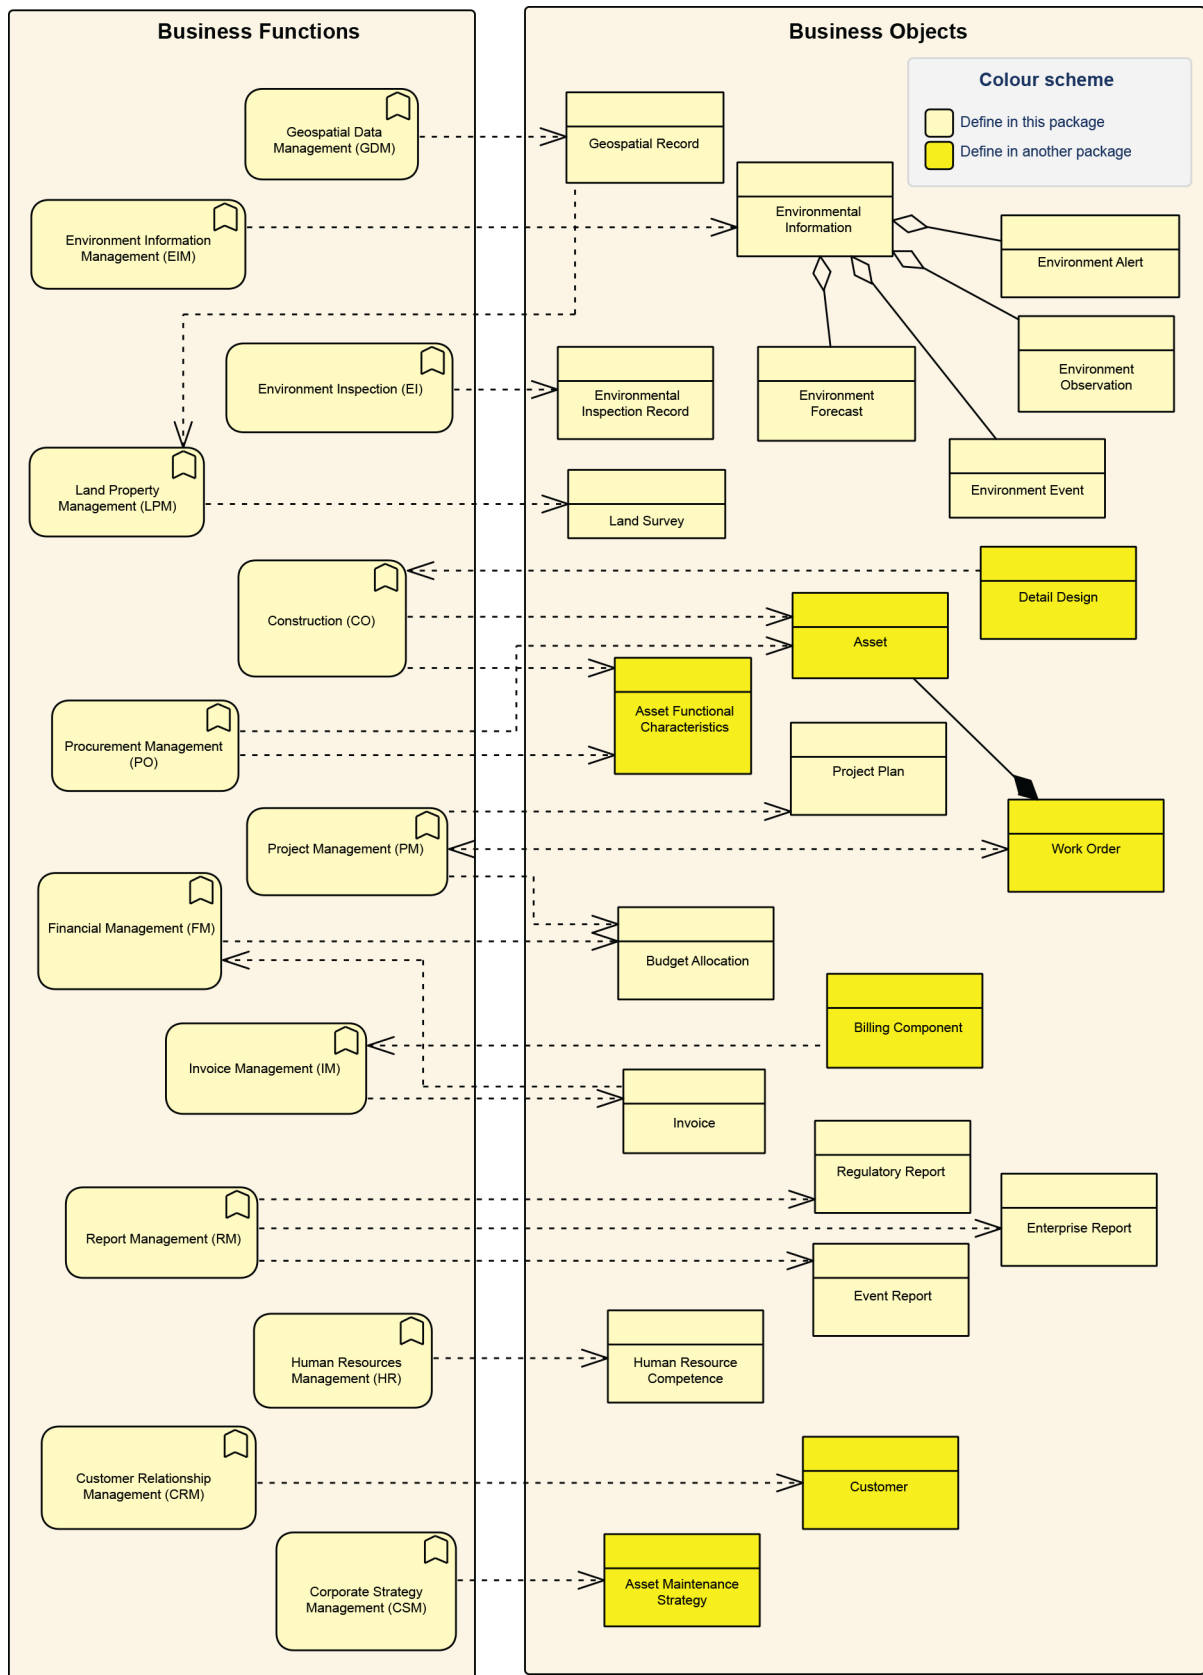 Business Functions
Business Objects
Colour scheme
Define in this package
Define in another package
Geospatial Data
Management (GDM)
Geospatial Record
Environment Information
Management (EIM)
Environmental
Information
Environment Alert
Environment
Observation
Environment Inspection (EI)
Environmental
Inspection Record
Environment
Forecast
Environment Event
Land Property
Management (LPM)
Land Survey
Detail Design
Construction (CO)
Asset
Asset Functional
Characteristics
Procurement Management
(PO)
Project Plan
Project Management (PM)
Work Order
Financial Management (FM)
Budget Allocation
Billing Component
Invoice Management (IM)
Invoice
Regulatory Report
Report Management (RM)
Enterprise Report
Event Report
Human Resources
Management (HR)
Human Resource
Competence
Customer Relationship
Management (CRM)
Customer
Corporate Strategy
Management (CSM)
Asset Maintenance
Strategy